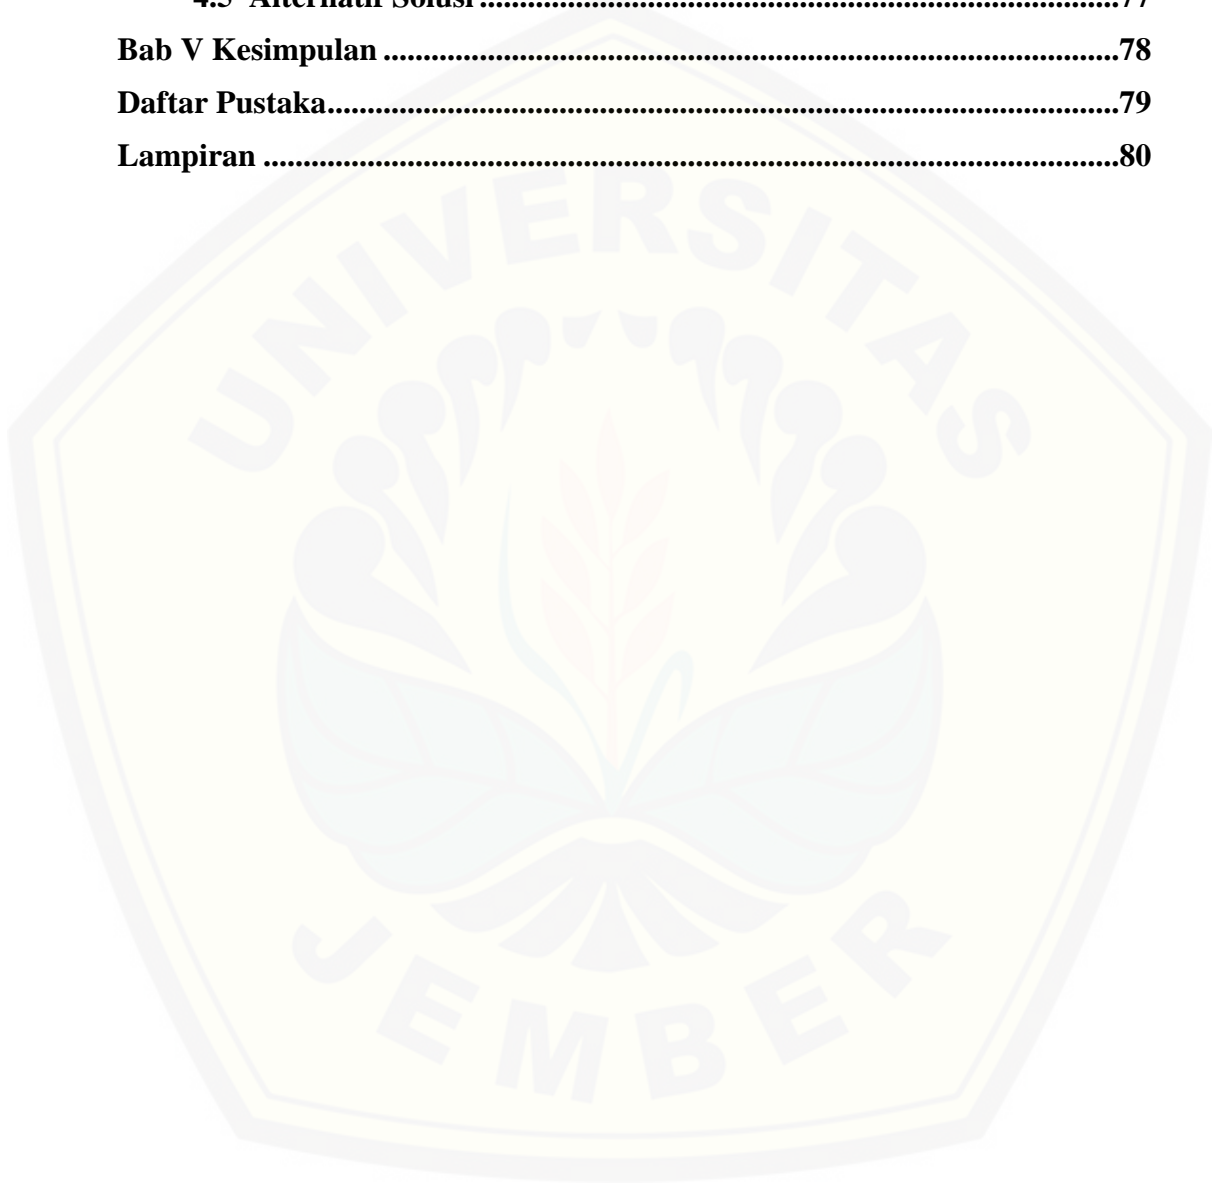 4.5 Alternatif Solusi ................................................................................77
Bab V Kesimpulan .............................................................................................78
Daftar Pustaka....................................................................................................79
Lampiran ............................................................................................................80
UNIVERSITAS
JEMBER